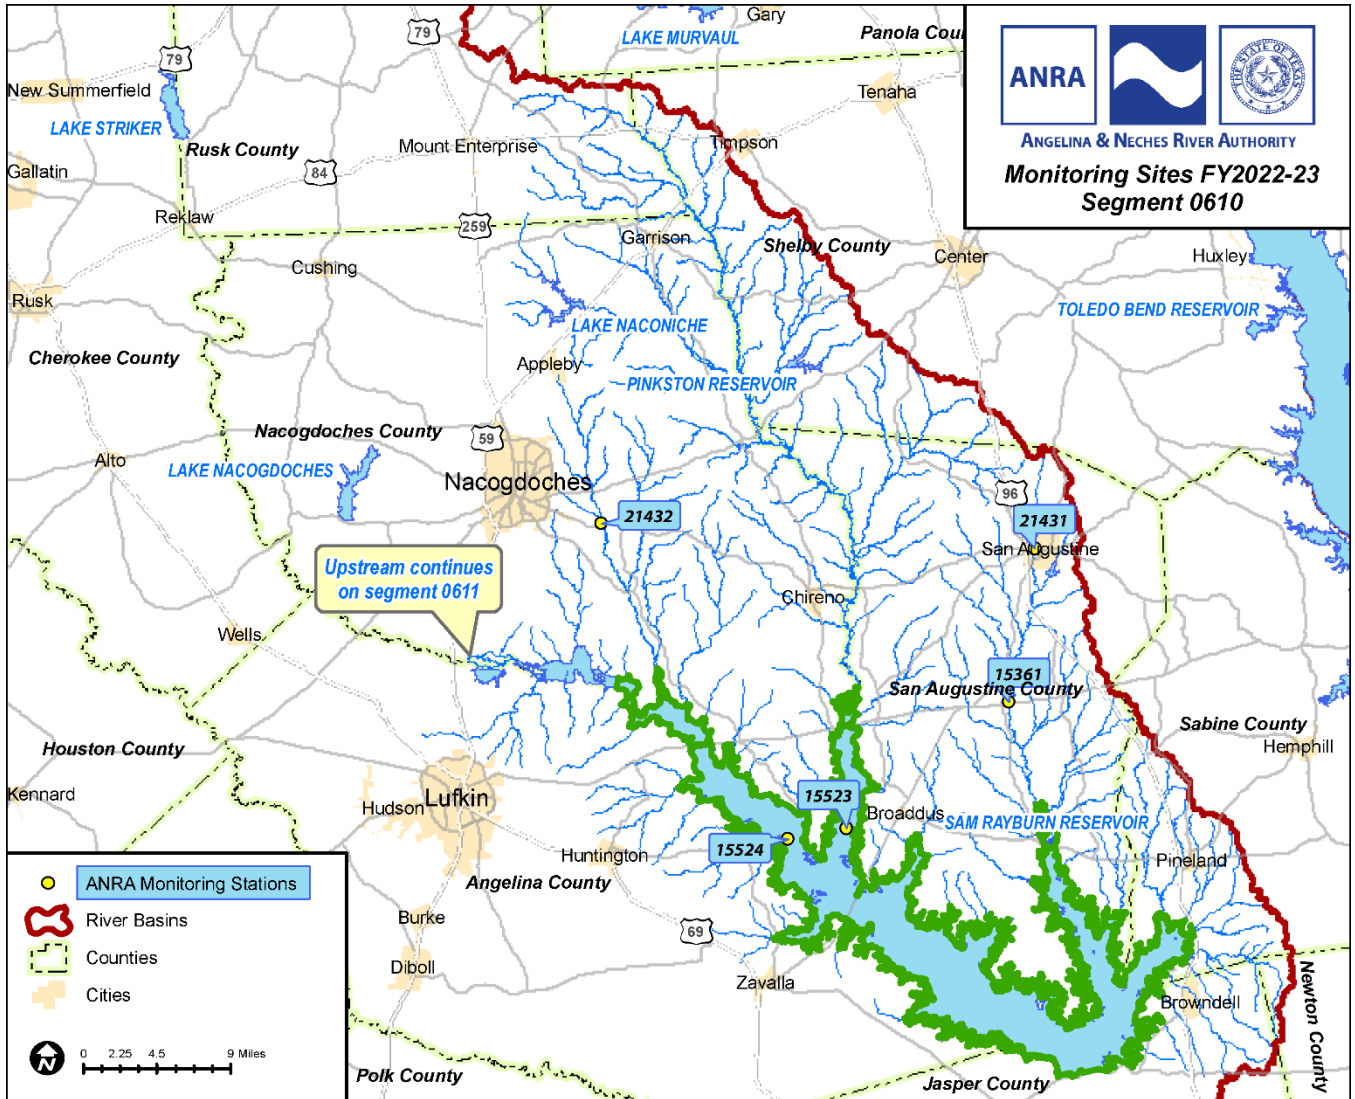 ANRA
THE STATE OF TEXAS
ANGELINA & NECHES RIVER AUTHORITY
Monitoring Sites FY2022-23
Segment 0610
79
79
Gary
LAKE MURVAUL
Panola Cou
New Summerfield
Tenaha
LAKE STRIKER
Rusk County
Mount Enterprise
Timpson
Gallatin
84
Reklaw
259
Garrison
Shelby County
Center
Huxley
Cushing
Rusk
LAKE NACONICHE
TOLEDO BEND RESERVOIR
Cherokee County
Appleby
PINKSTON RESERVOIR
Nacogdoches County
59
Alto
LAKE NACOGDOCHES
Nacogdoches
96
21432
21431
San Augustine
Upstream continues
on segment 0611
Chireno
Wells
15361
San Augustine County
Sabine County
Houston County
Hemphill
Kennard
Hudson
Lufkin
15523
Broaddus
SAM RAYBURN RESERVOIR
15524
Huntington
Pineland
Angelina County
Burke
69
Diboll
Zavalla
Browndell
Newton County
Polk County
Jasper County
ANRA Monitoring Stations
River Basins
Counties
Cities
N
0 2.25 4.5 9 Miles